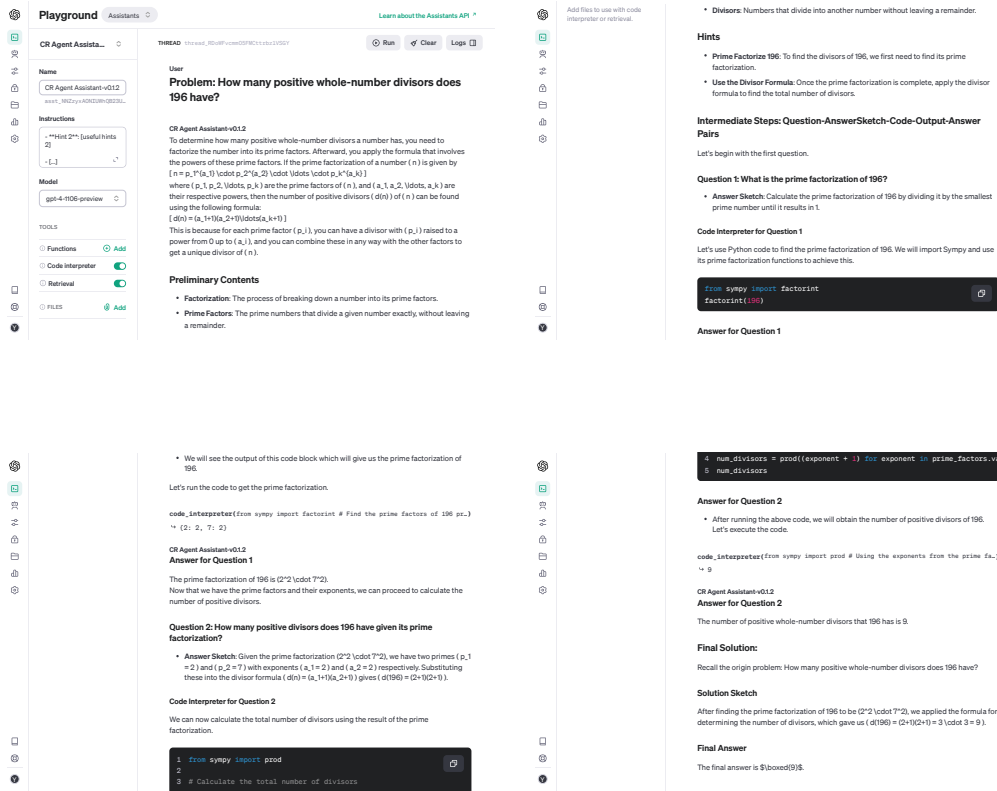 Playground
Assistants
Learn about the Assistants API
CR Agent Assista...
Name
CR Agent Assistant-v0.1.2
Instructions
- **Hint 2**: [useful hints
2]
- [...]
Model
gpt-4-1106-preview
TOOLS
Functions
Add
Code interpreter
Retrieval
FILES
Add
THREAD
Run
Clear
Logs
User
Problem: How many positive whole-number divisors does
196 have?
CR Agent Assistant-v0.1.2
To determine how many positive whole-number divisors a number has, you need to
factorize the number into its prime factors. Afterward, you apply the formula that involves
the powers of these prime factors. If the prime factorization of a number ( n ) is given by
[ n = p_1^{a_1} \cdot p_2^{a_2} \cdot \ldots \cdot p_k^{a_k} ]
where ( p_1, p_2, \ldots, p_k ) are the prime factors of ( n ), and ( a_1, a_2, \ldots, a_k ) are
their respective powers, then the number of positive divisors ( d(n) ) of ( n ) can be found
using the following formula:
[ d(n) = (a_1+1)(a_2+1)\ldots(a_k+1) ]
This is because for each prime factor ( p_i ), you can have a divisor with ( p_i ) raised to a
power from 0 up to ( a_i ), and you can combine these in any way with the other factors to
get a unique divisor of ( n ).
Preliminary Contents
• Factorization: The process of breaking down a number into its prime factors.
• Prime Factors: The prime numbers that divide a given number exactly, without leaving
a remainder.
Add files to use with code
interpreter or retrieval.
• Divisors: Numbers that divide into another number without leaving a remainder.
Hints
• Prime Factorize 196: To find the divisors of 196, we first need to find its prime
factorization.
• Use the Divisor Formula: Once the prime factorization is complete, apply the divisor
formula to find the total number of divisors.
Intermediate Steps: Question-AnswerSketch-Code-Output-Answer
Pairs
Let's begin with the first question.
Question 1: What is the prime factorization of 196?
• Answer Sketch: Calculate the prime factorization of 196 by dividing it by the smallest
prime number until it results in 1.
Code Interpreter for Question 1
Let's use Python code to find the prime factorization of 196. We will import Sympy and use
its prime factorization functions to achieve this.
from sympy import factorint
factorint(196)
Answer for Question 1
• We will see the output of this code block which will give us the prime factorization of
196.
Let's run the code to get the prime factorization.
code_interpreter(from sympy import factorint # Find the prime factors of 196 pr…)
{2: 2, 7: 2}
CR Agent Assistant-v0.1.2
Answer for Question 1
The prime factorization of 196 is (2^2 \cdot 7^2).
Now that we have the prime factors and their exponents, we can proceed to calculate the
number of positive divisors.
Question 2: How many positive divisors does 196 have given its prime
factorization?
• Answer Sketch: Given the prime factorization (2^2 \cdot 7^2), we have two primes ( p_1
= 2 ) and ( p_2 = 7 ) with exponents ( a_1 = 2 ) and ( a_2 = 2 ) respectively. Substituting
these into the divisor formula ( d(n) = (a_1+1)(a_2+1) ) gives ( d(196) = (2+1)(2+1) ).
Code Interpreter for Question 2
We can now calculate the total number of divisors using the result of the prime
factorization.
1 from sympy import prod
2
3 # Calculate the total number of divisors
4 num_divisors = prod((exponent + 1) for exponent in prime_factors.va
5 num_divisors
Answer for Question 2
• After running the above code, we will obtain the number of positive divisors of 196.
Let's execute the code.
code_interpreter(from sympy import prod # Using the exponents from the prime fa…)
9
CR Agent Assistant-v0.1.2
Answer for Question 2
The number of positive whole-number divisors that 196 has is 9.
Final Solution:
Recall the origin problem: How many positive whole-number divisors does 196 have?
Solution Sketch
After finding the prime factorization of 196 to be (2^2 \cdot 7^2), we applied the formula for
determining the number of divisors, which gave us ( d(196) = (2+1)(2+1) = 3 \cdot 3 = 9 ).
Final Answer
The final answer is $\boxed{9}$.